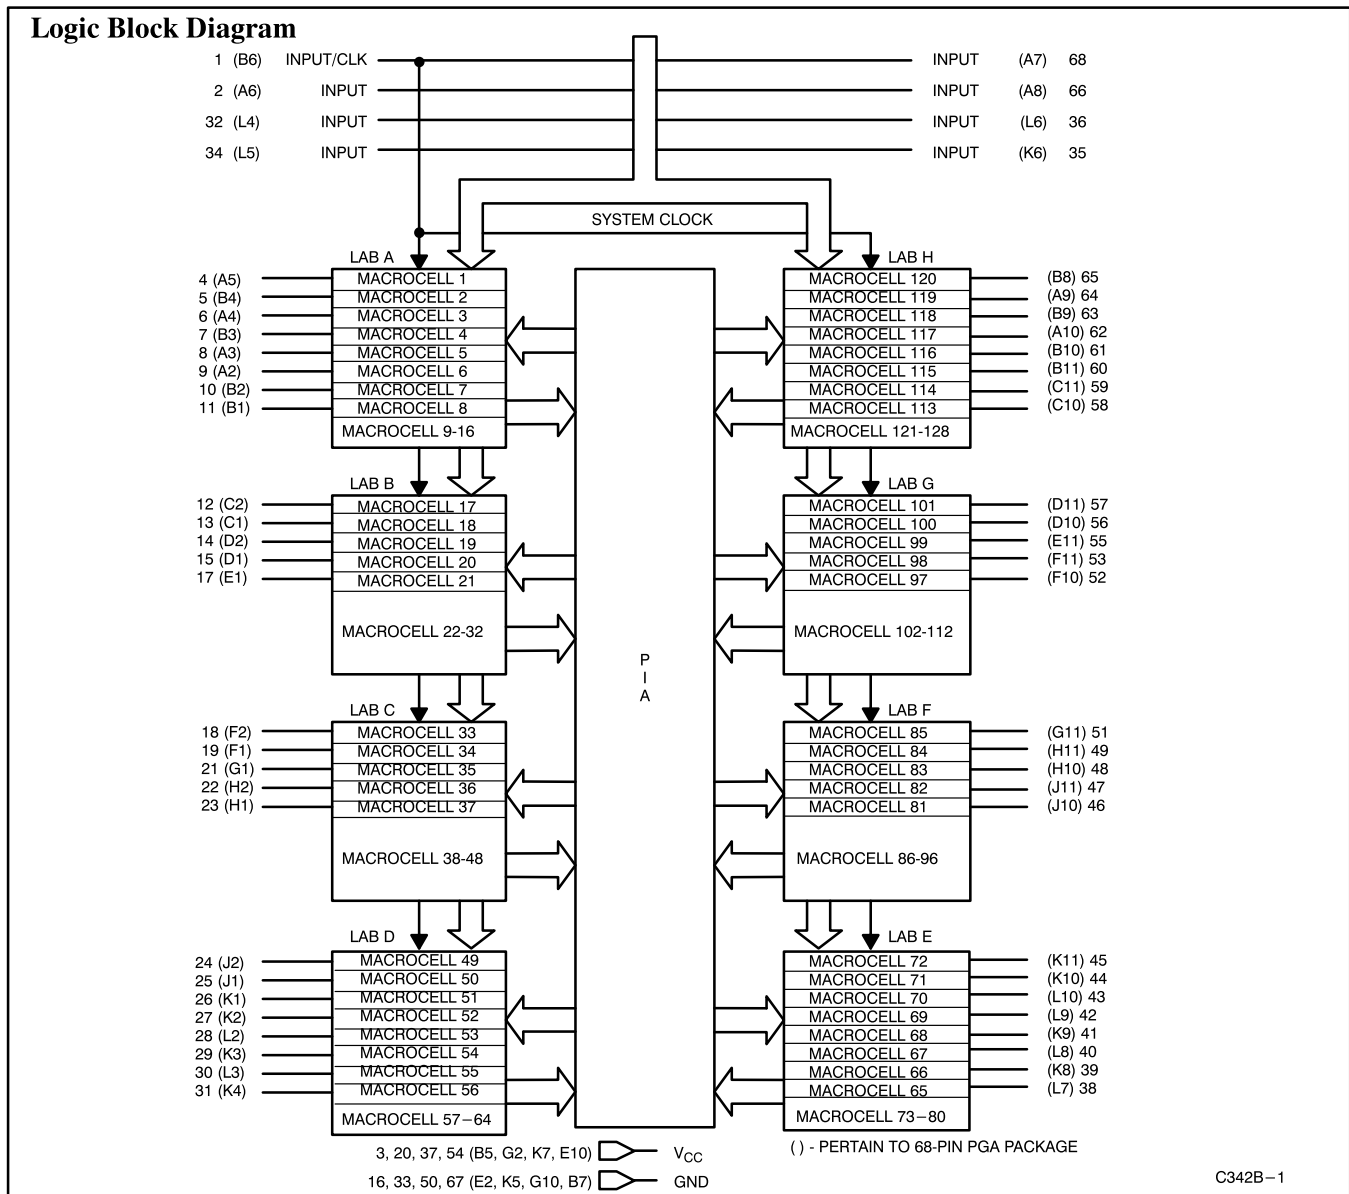 Logic Block Diagram
1 (B6) INPUT/CLK INPUT (A7) 68
2 (A6) INPUT INPUT (A8) 66
32 (L4) INPUT INPUT (L6) 36
34 (L5) INPUT INPUT (K6) 35
SYSTEM CLOCK
LAB A LAB H
4 (A5) MACROCELL 1 MACROCELL 120 (B8) 65
5 (B4) MACROCELL 2 MACROCELL 119 (A9) 64
6 (A4) MACROCELL 3 MACROCELL 118 (B9) 63
7 (B3) MACROCELL 4 MACROCELL 117 (A10) 62
8 (A3) MACROCELL 5 MACROCELL 116 (B10) 61
9 (A2) MACROCELL 6 MACROCELL 115 (B11) 60
10 (B2) MACROCELL 7 MACROCELL 114 (C11) 59
11 (B1) MACROCELL 8 MACROCELL 113 (C10) 58
MACROCELL 9-16 MACROCELL 121-128
LAB B LAB G
12 (C2) MACROCELL 17 MACROCELL 101 (D11) 57
13 (C1) MACROCELL 18 MACROCELL 100 (D10) 56
14 (D2) MACROCELL 19 MACROCELL 99 (E11) 55
15 (D1) MACROCELL 20 MACROCELL 98 (F11) 53
17 (E1) MACROCELL 21 MACROCELL 97 (F10) 52
MACROCELL 22-32 MACROCELL 102-112
P
I
A
LAB C LAB F
18 (F2) MACROCELL 33 MACROCELL 85 (G11) 51
19 (F1) MACROCELL 34 MACROCELL 84 (H11) 49
21 (G1) MACROCELL 35 MACROCELL 83 (H10) 48
22 (H2) MACROCELL 36 MACROCELL 82 (J11) 47
23 (H1) MACROCELL 37 MACROCELL 81 (J10) 46
MACROCELL 38-48 MACROCELL 86-96
LAB D LAB E
24 (J2) MACROCELL 49 MACROCELL 72 (K11) 45
25 (J1) MACROCELL 50 MACROCELL 71 (K10) 44
26 (K1) MACROCELL 51 MACROCELL 70 (L10) 43
27 (K2) MACROCELL 52 MACROCELL 69 (L9) 42
28 (L2) MACROCELL 53 MACROCELL 68 (K9) 41
29 (K3) MACROCELL 54 MACROCELL 67 (L8) 40
30 (L3) MACROCELL 55 MACROCELL 66 (K8) 39
31 (K4) MACROCELL 56 MACROCELL 65 (L7) 38
MACROCELL 57−64 MACROCELL 73−80
3, 20, 37, 54 (B5, G2, K7, E10) VCC ( ) - PERTAIN TO 68-PIN PGA PACKAGE
16, 33, 50, 67 (E2, K5, G10, B7) GND C342B−1